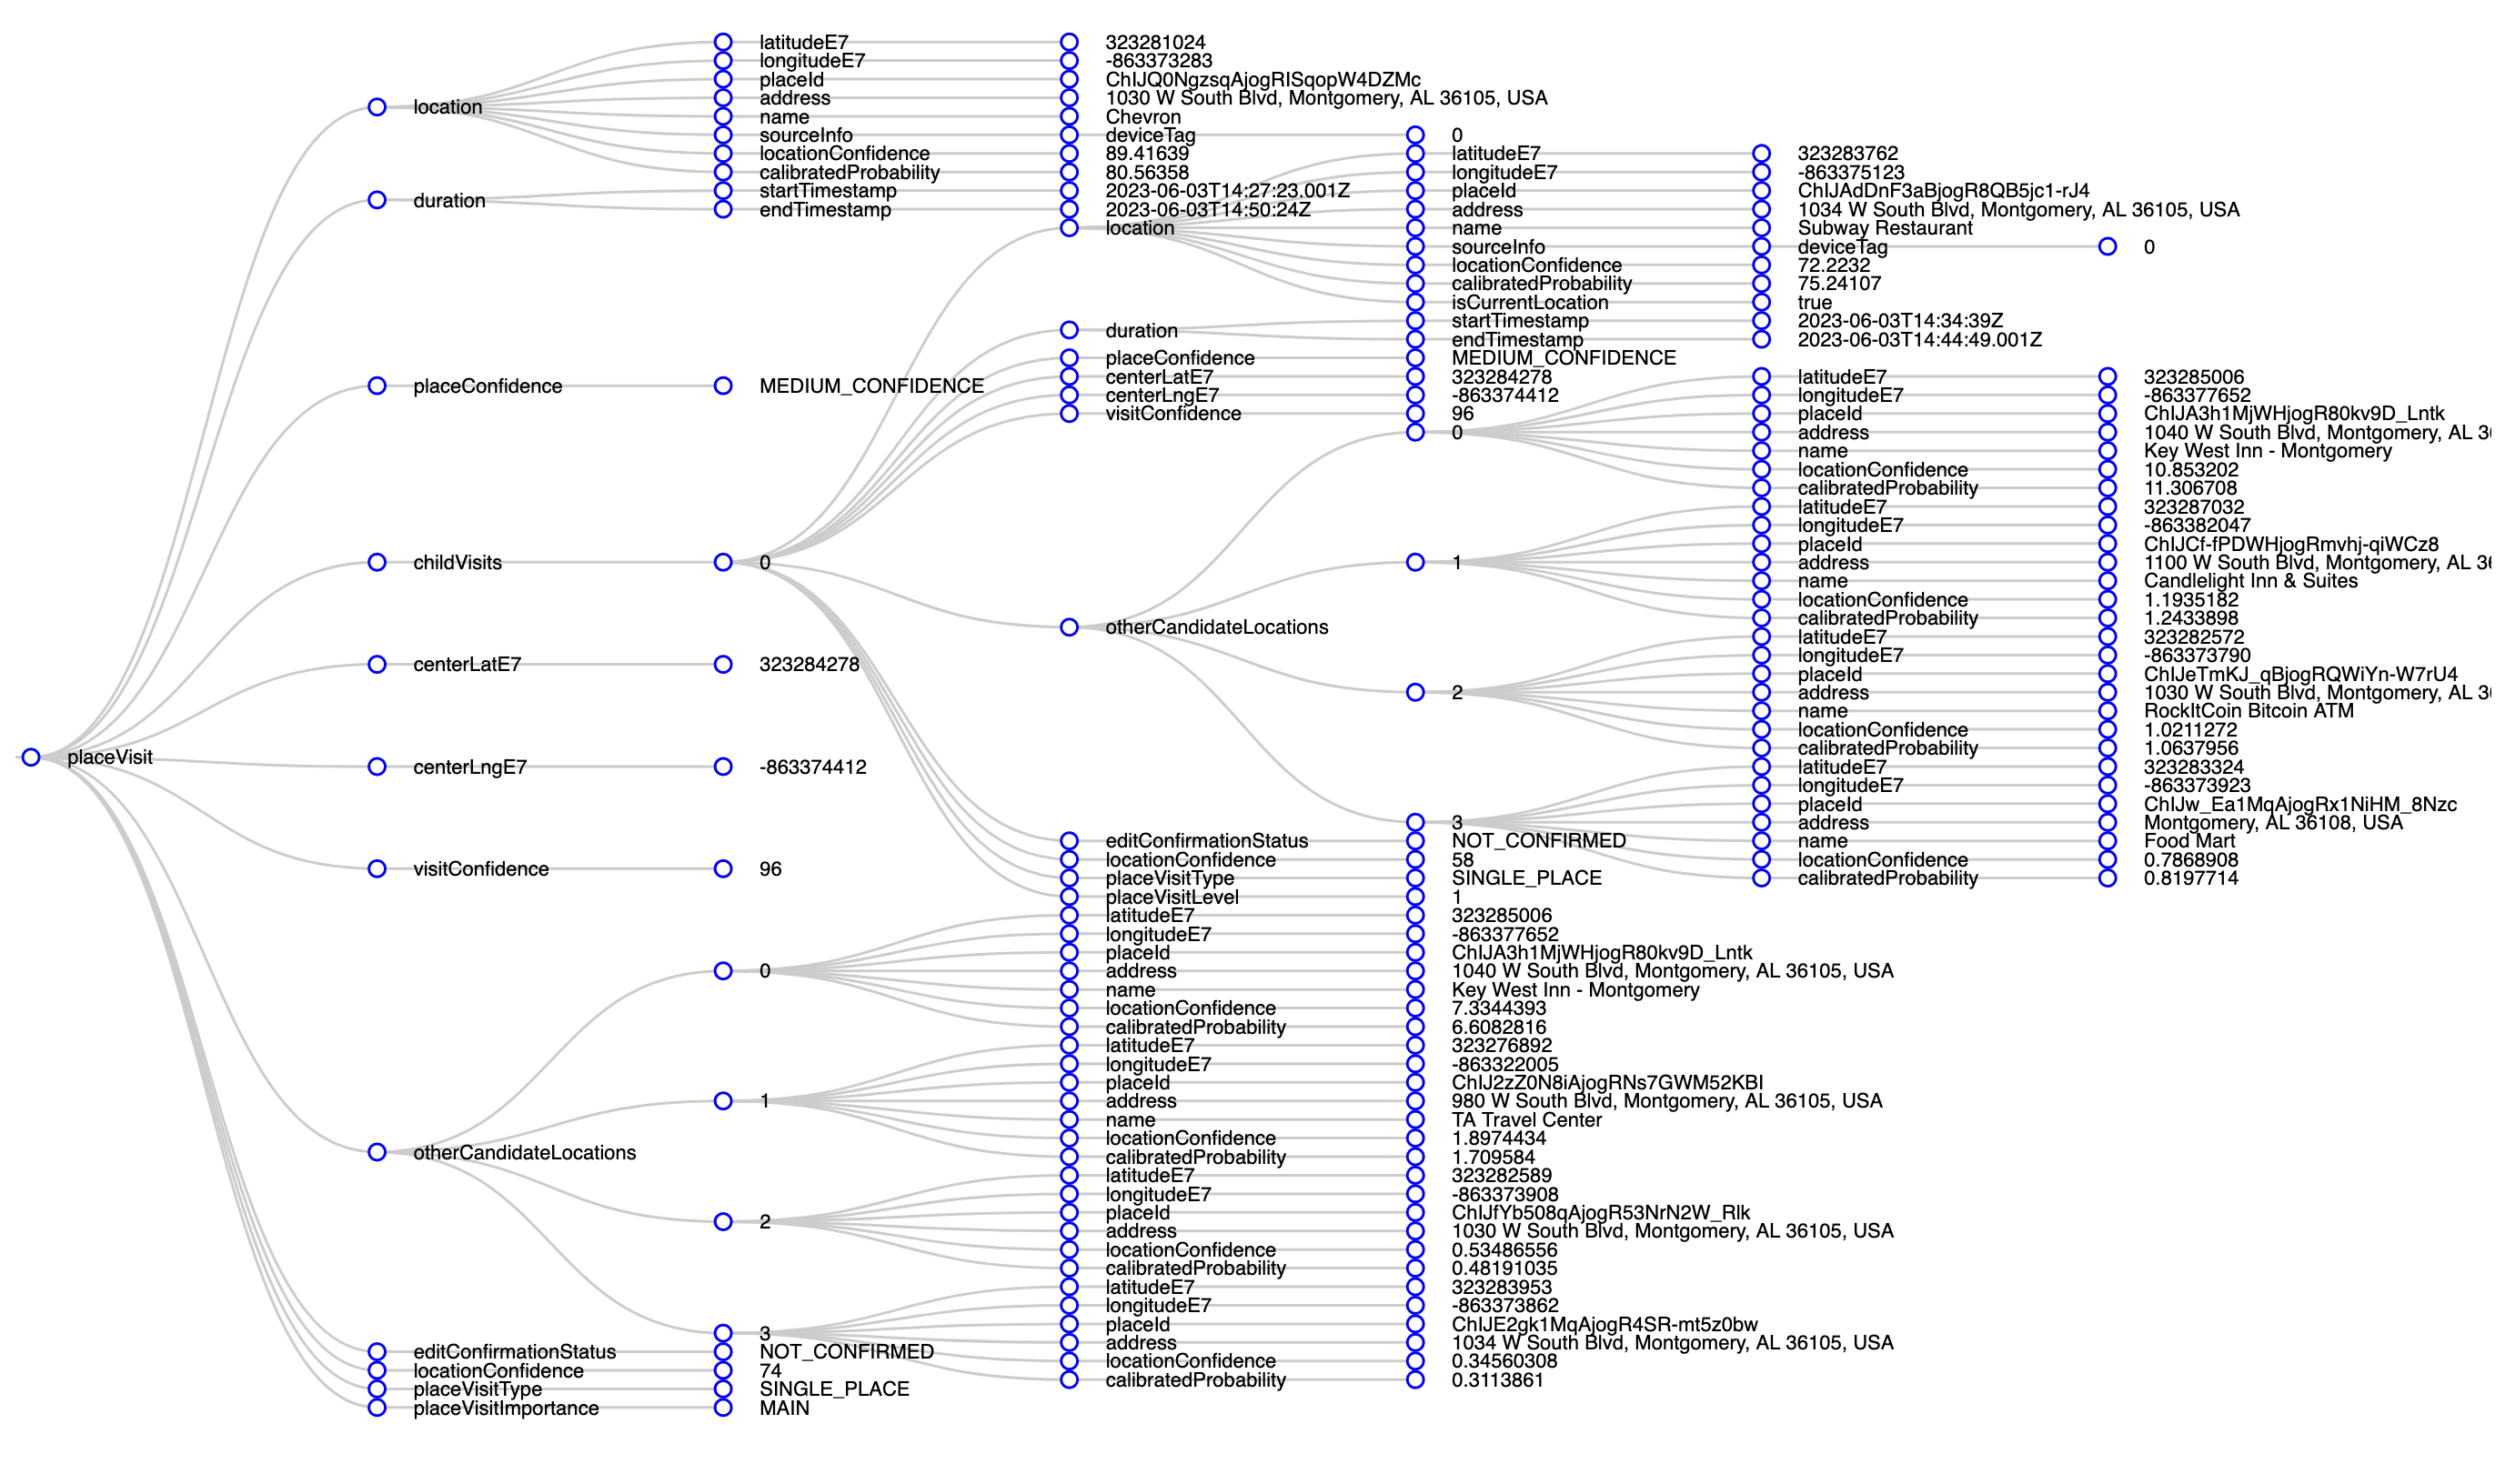 placeVisit
location
latitudeE7 323281024
longitudeE7 -863373283
placeId ChIJQ0NgzsqAjogRISqopW4DZMc
address 1030 W South Blvd, Montgomery, AL 36105, USA
name Chevron
sourceInfo deviceTag 0
locationConfidence 89.41639
calibratedProbability 80.56358
duration
startTimestamp 2023-06-03T14:27:23.001Z
endTimestamp 2023-06-03T14:50:24Z
placeConfidence MEDIUM_CONFIDENCE
childVisits
0
location
latitudeE7 323283762
longitudeE7 -863375123
placeId ChIJAdDnF3aBjogR8QB5jc1-rJ4
address 1034 W South Blvd, Montgomery, AL 36105, USA
name Subway Restaurant
sourceInfo deviceTag 0
locationConfidence 72.2232
calibratedProbability 75.24107
isCurrentLocation true
duration
startTimestamp 2023-06-03T14:34:39Z
endTimestamp 2023-06-03T14:44:49.001Z
placeConfidence MEDIUM_CONFIDENCE
centerLatE7 323284278
centerLngE7 -863374412
visitConfidence 96
otherCandidateLocations
0
latitudeE7 323285006
longitudeE7 -863377652
placeId ChIJA3h1MjWHjogR80kv9D_Lntk
address 1040 W South Blvd, Montgomery, AL 3
name Key West Inn - Montgomery
locationConfidence 10.853202
calibratedProbability 11.306708
1
latitudeE7 323287032
longitudeE7 -863382047
placeId ChIJCf-fPDWHjogRmvhj-qiWCz8
address 1100 W South Blvd, Montgomery, AL 3
name Candlelight Inn & Suites
locationConfidence 1.1935182
calibratedProbability 1.2433898
2
latitudeE7 323282572
longitudeE7 -863373790
placeId ChIJeTmKJ_qBjogRQWiYn-W7rU4
address 1030 W South Blvd, Montgomery, AL 3
name RockItCoin Bitcoin ATM
locationConfidence 1.0211272
calibratedProbability 1.0637956
3
latitudeE7 323283324
longitudeE7 -863373923
placeId ChIJw_Ea1MqAjogRx1NiHM_8Nzc
address Montgomery, AL 36108, USA
name Food Mart
locationConfidence 0.7868908
calibratedProbability 0.8197714
editConfirmationStatus NOT_CONFIRMED
locationConfidence 58
placeVisitType SINGLE_PLACE
placeVisitLevel 1
centerLatE7 323284278
centerLngE7 -863374412
visitConfidence 96
otherCandidateLocations
0
latitudeE7 323285006
longitudeE7 -863377652
placeId ChIJA3h1MjWHjogR80kv9D_Lntk
address 1040 W South Blvd, Montgomery, AL 36105, USA
name Key West Inn - Montgomery
locationConfidence 7.3344393
calibratedProbability 6.6082816
1
latitudeE7 323276892
longitudeE7 -863322005
placeId ChIJ2zZ0N8iAjogRNs7GWM52KBI
address 980 W South Blvd, Montgomery, AL 36105, USA
name TA Travel Center
locationConfidence 1.8974434
calibratedProbability 1.709584
2
latitudeE7 323282589
longitudeE7 -863373908
placeId ChIJfYb508qAjogR53NrN2W_Rlk
address 1030 W South Blvd, Montgomery, AL 36105, USA
locationConfidence 0.53486556
calibratedProbability 0.48191035
3
latitudeE7 323283953
longitudeE7 -863373862
placeId ChIJE2gk1MqAjogR4SR-mt5z0bw
address 1034 W South Blvd, Montgomery, AL 36105, USA
locationConfidence 0.34560308
calibratedProbability 0.3113861
editConfirmationStatus NOT_CONFIRMED
locationConfidence 74
placeVisitType SINGLE_PLACE
placeVisitImportance MAIN